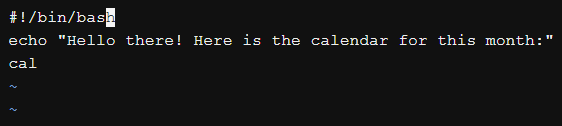 #!/bin/bash
echo "Hello there! Here is the calendar for this month:"
cal
~
~